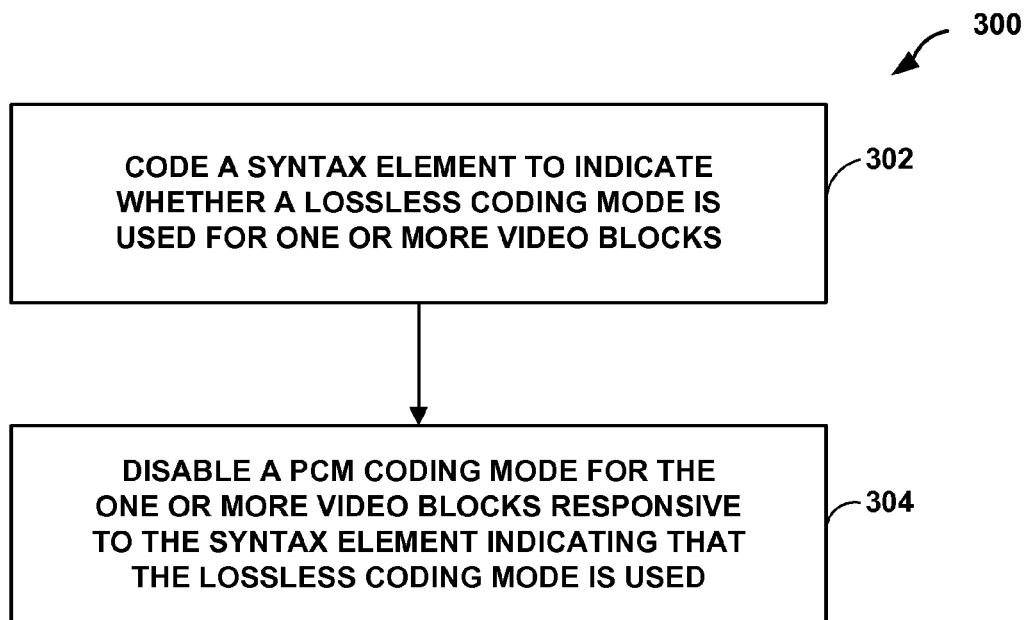 300
CODE A SYNTAX ELEMENT TO INDICATE
WHETHER A LOSSLESS CODING MODE IS
USED FOR ONE OR MORE VIDEO BLOCKS
302
DISABLE A PCM CODING MODE FOR THE
ONE OR MORE VIDEO BLOCKS RESPONSIVE
TO THE SYNTAX ELEMENT INDICATING THAT
THE LOSSLESS CODING MODE IS USED
304